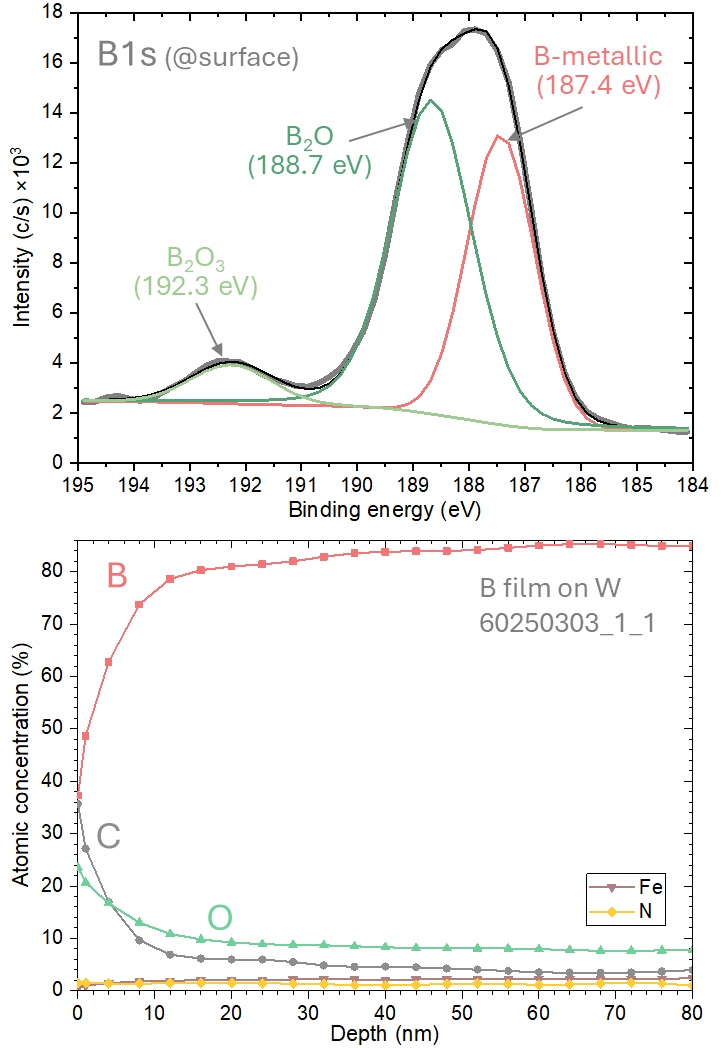 18
16
14
12
10
8
6
4
2
0
Intensity (c/s) ×10³
B1s (@surface)
B-metallic
(187.4 eV)
B₂O
(188.7 eV)
B₂O₃
(192.3 eV)
195 194 193 192 191 190 189 188 187 186 185 184
Binding energy (eV)
80
70
60
50
40
30
20
10
0
Atomic concentration (%)
B
B film on W
60250303_1_1
C
O
Fe
N
0 10 20 30 40 50 60 70 80
Depth (nm)